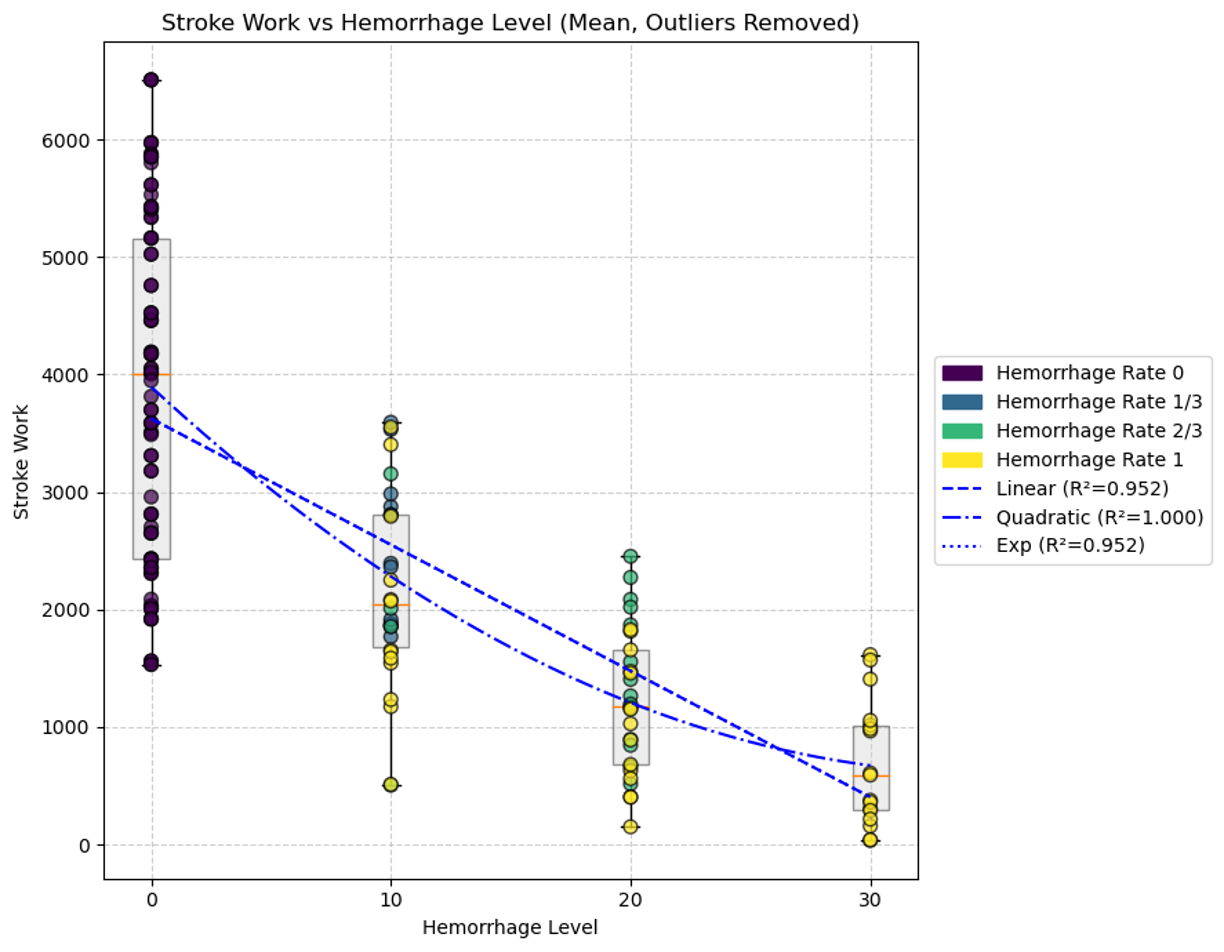 Stroke Work vs Hemorrhage Level (Mean, Outliers Removed)
Stroke Work
6000
5000
4000
3000
2000
1000
0
0 10 20 30
Hemorrhage Level
Hemorrhage Rate 0
Hemorrhage Rate 1/3
Hemorrhage Rate 2/3
Hemorrhage Rate 1
Linear (R²=0.952)
Quadratic (R²=1.000)
Exp (R²=0.952)